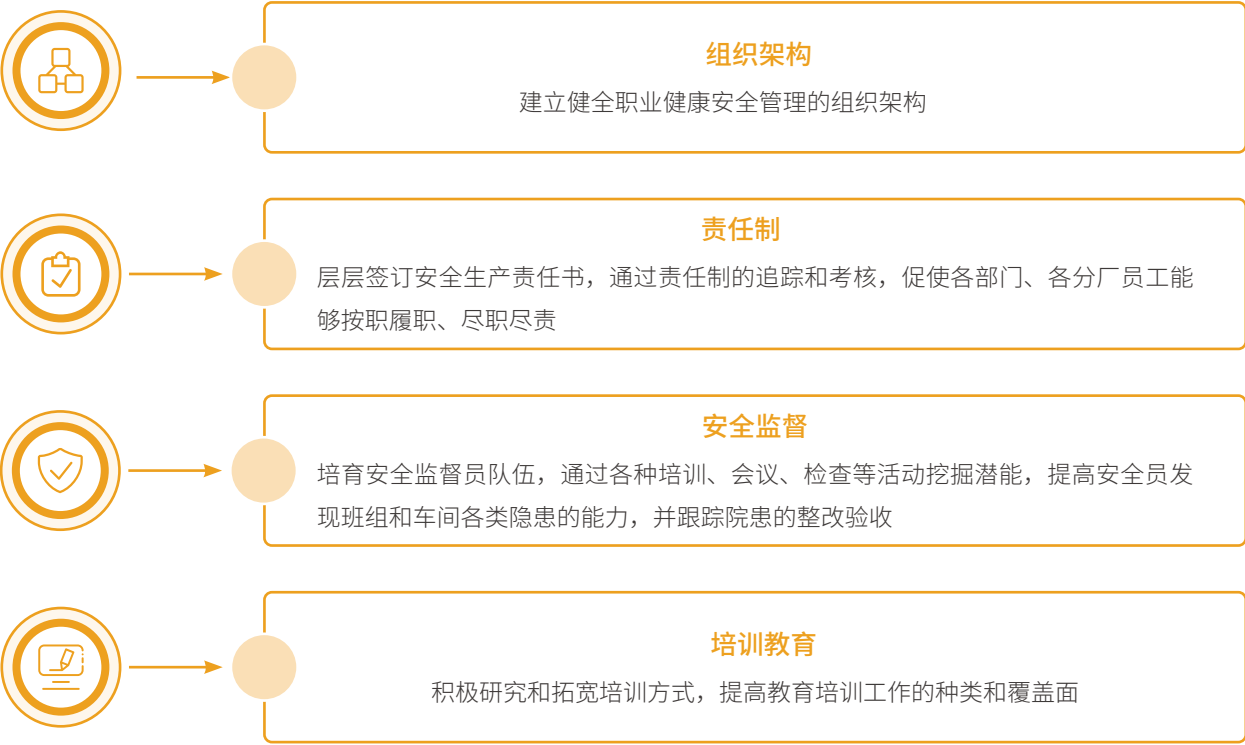 组织架构
建立健全职业健康安全管理的组织架构
责任制
层层签订安全生产责任书，通过责任制的追踪和考核，促使各部门、各分厂员工能
够按职履职、尽职尽责
安全监督
培育安全监督员队伍，通过各种培训、会议、检查等活动挖掘潜能，提高安全员发
现班组和车间各类隐患的能力，并跟踪院患的整改验收
培训教育
积极研究和拓宽培训方式，提高教育培训工作的种类和覆盖面